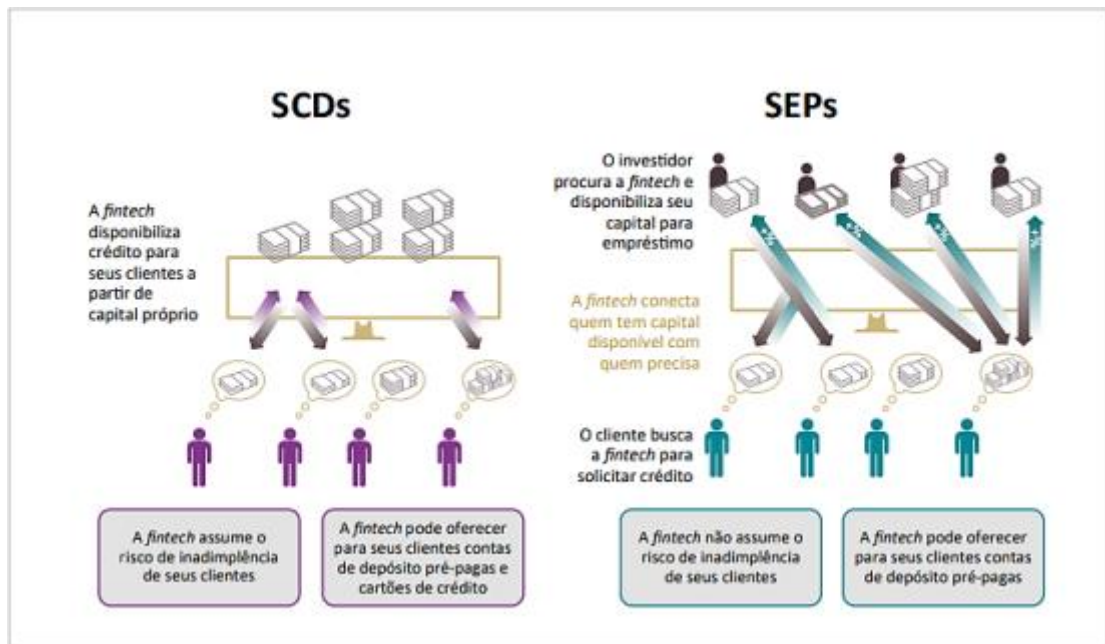 SCDs
A fintech
disponibiliza
crédito para
seus clientes a
partir de
capital próprio
A fintech assume o
risco de inadimplência
de seus clientes
A fintech pode oferecer
para seus clientes contas
de depósito pré-pagas e
cartões de crédito
SEPs
O investidor
procura a fintech e
disponibiliza seu
capital para
empréstimo
+%
+%
+%
+%
A fintech conecta
quem tem capital
disponível com
quem precisa
O cliente busca
a fintech para
solicitar crédito
A fintech não assume o
risco de inadimplência
de seus clientes
A fintech pode oferecer
para seus clientes contas
de depósito pré-pagas